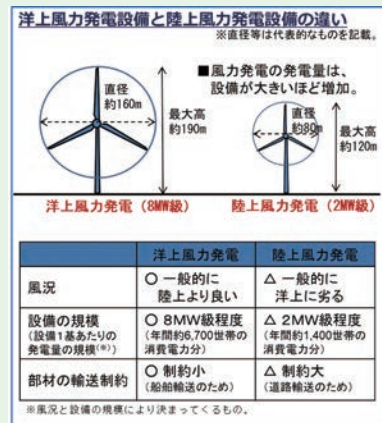 洋上風力発電設備と陸上風力発電設備の違い
※直径等は代表的なものを記載。
■風力発電の発電量は、
設備が大きいほど増加。
直径
約160m
最大高
約190m
直径
約80m
最大高
約120m
洋上風力発電(8MW級)
陸上風力発電(2MW級)
洋上風力発電
陸上風力発電
風況
○ 一般的に
陸上より良い
△ 一般的に
洋上に劣る
設備の規模
(設備1基あたりの
発電量の規模(※))
○ 8MW級程度
(年間約6,700世帯の
消費電力分)
△ 2MW級程度
(年間約1,400世帯の
消費電力分)
部材の輸送制約
○ 制約小
(船舶輸送のため)
△ 制約大
(道路輸送のため)
※風況と設備の規模により決まってくるもの。